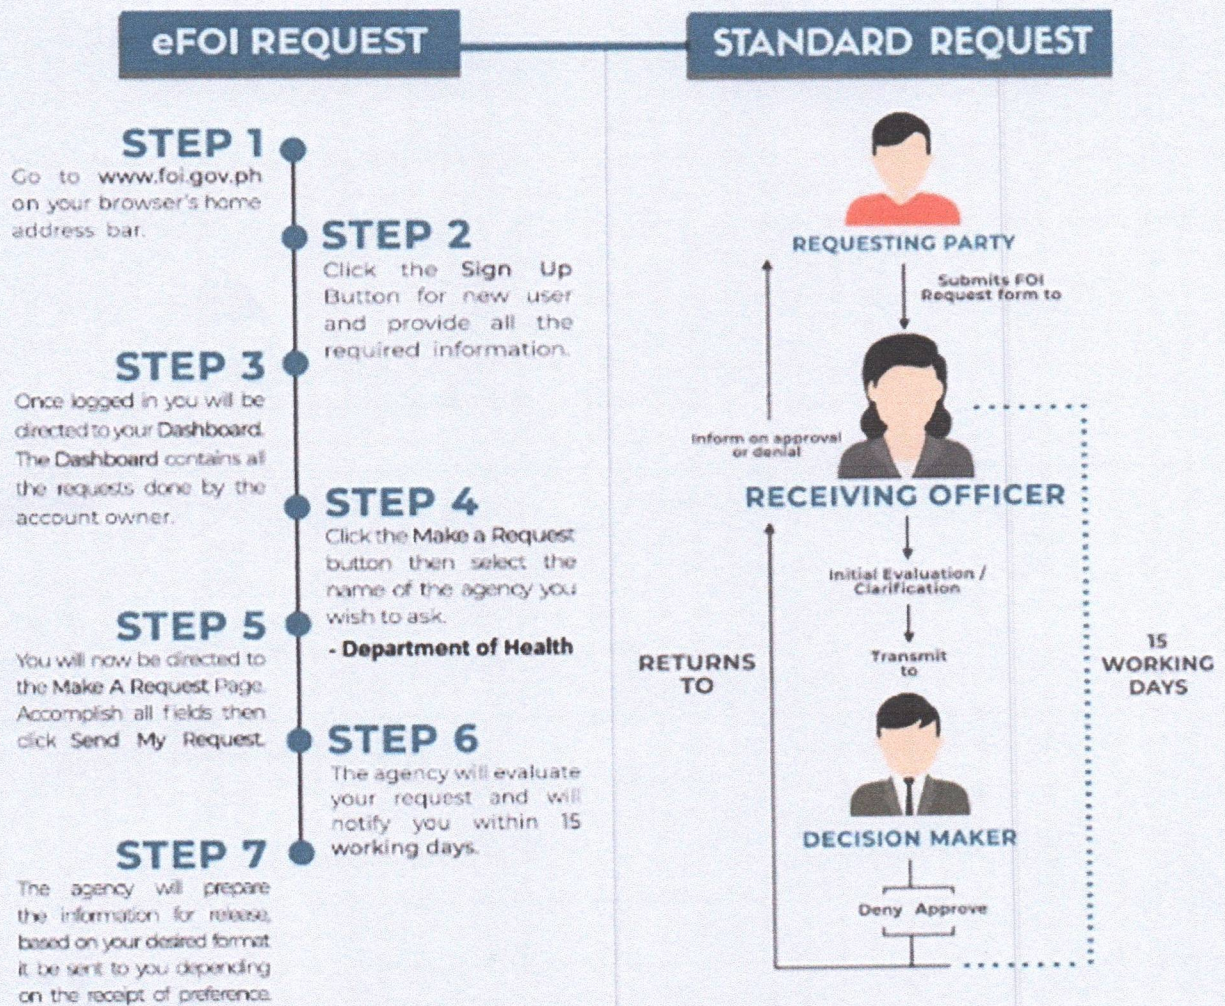 eFOI REQUEST
STEP 1
Go to www.foi.gov.ph
on your browser's home
address bar.
STEP 2
Click the Sign Up
Button for new user
and provide all the
required information.
STEP 3
Once logged in you will be
directed to your Dashboard.
The Dashboard contains all
the requests done by the
account owner.
STEP 4
Click the Make a Request
button then select the
name of the agency you
wish to ask.
- Department of Health
STEP 5
You will now be directed to
the Make A Request Page.
Accomplish all fields then
click Send My Request.
STEP 6
The agency will evaluate
your request and will
notify you within 15
working days.
STEP 7
The agency will prepare
the information for release,
based on your desired format
it be sent to you depending
on the receipt of preference.
STANDARD REQUEST
REQUESTING PARTY
Submits FOI
Request form to
Inform on approval
or denial
RECEIVING OFFICER
Initial Evaluation /
Clarification
Transmit
to
RETURNS
TO
15
WORKING
DAYS
DECISION MAKER
Deny Approve